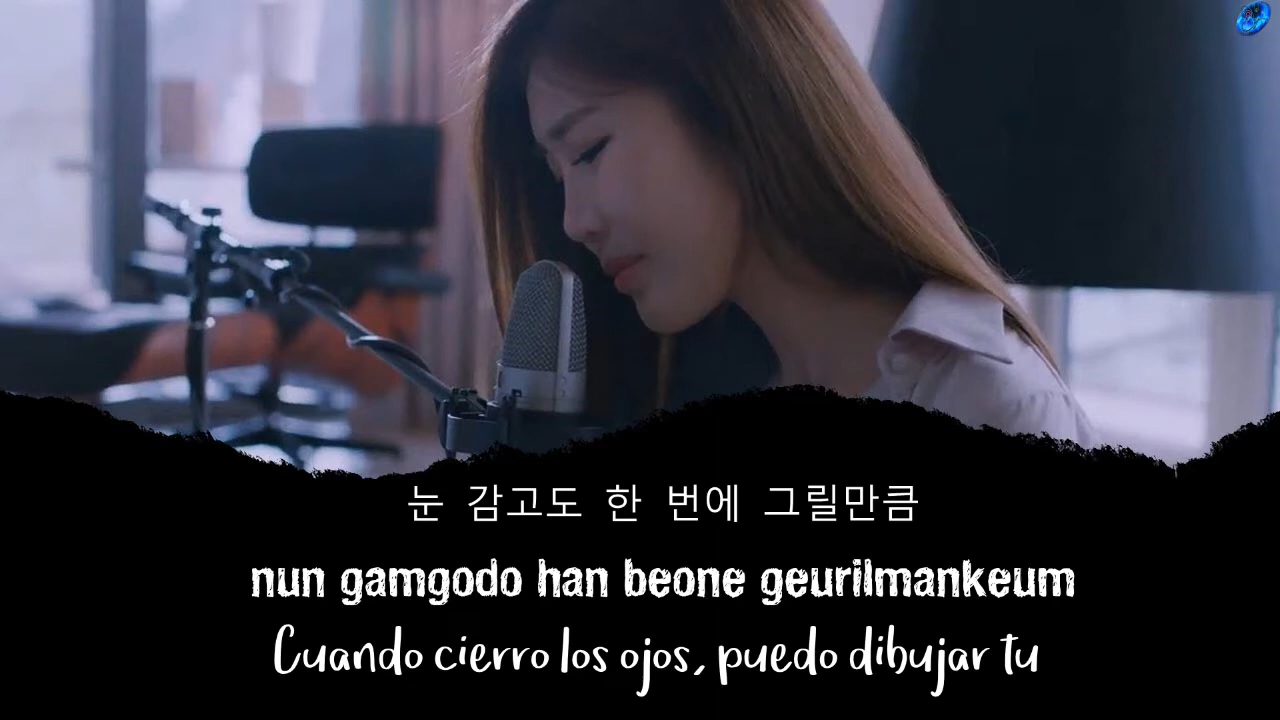 눈 감고도 한 번에 그릴만큼
nun gamgodo han beone geurilmankeum
Cuando cierro los ojos, puedo dibujar tu